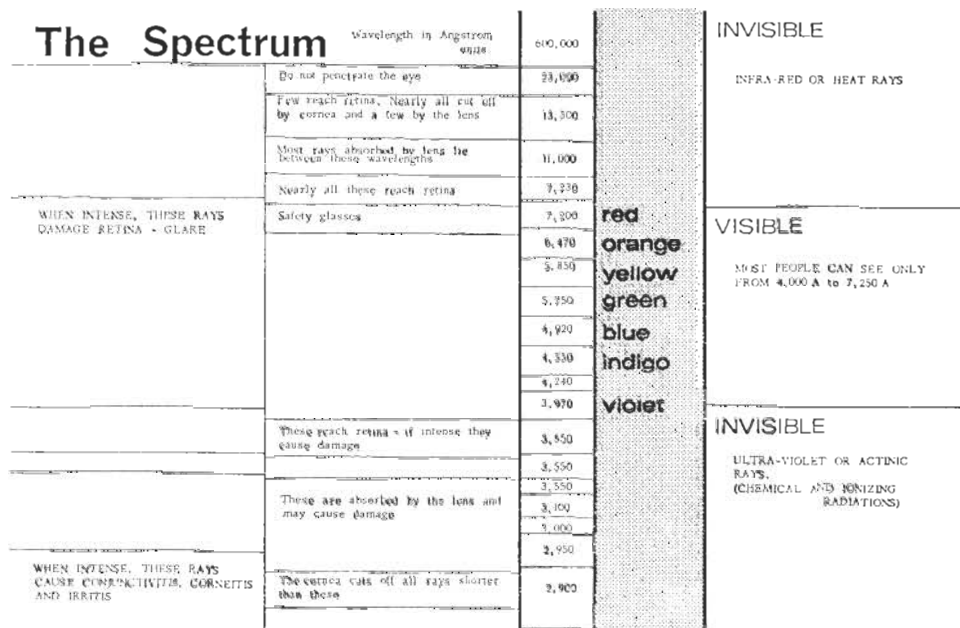 The Spectrum
Wavelength in Angstrom
units
600,000
INVISIBLE
INFRA-RED OR HEAT RAYS
Do not penetrate the eye
23,000
Few reach retina. Nearly all cut off
by cornea and a few by the lens
13,300
Most rays absorbed by lens lie
between these wavelengths
11,000
Nearly all these reach retina
7,230
WHEN INTENSE, THESE RAYS
DAMAGE RETINA - GLARE
Safety glasses
7,200
red
VISIBLE
MOST PEOPLE CAN SEE ONLY
FROM 4,000 A to 7,250 A
6,470
orange
5,850
yellow
5,750
green
4,920
blue
4,330
indigo
4,240
3,970
violet
INVISIBLE
ULTRA-VIOLET OR ACTINIC
RAYS.
(CHEMICAL AND IONIZING
RADIATIONS)
These reach retina - if intense they
cause damage
3,850
3,550
3,550
These are absorbed by the lens and
may cause damage
3,100
3,000
2,950
WHEN INTENSE, THESE RAYS
CAUSE CONJUNCTIVITIS, CORNEITIS
AND IRRITIS
The cornea cuts off all rays shorter
than these
2,900